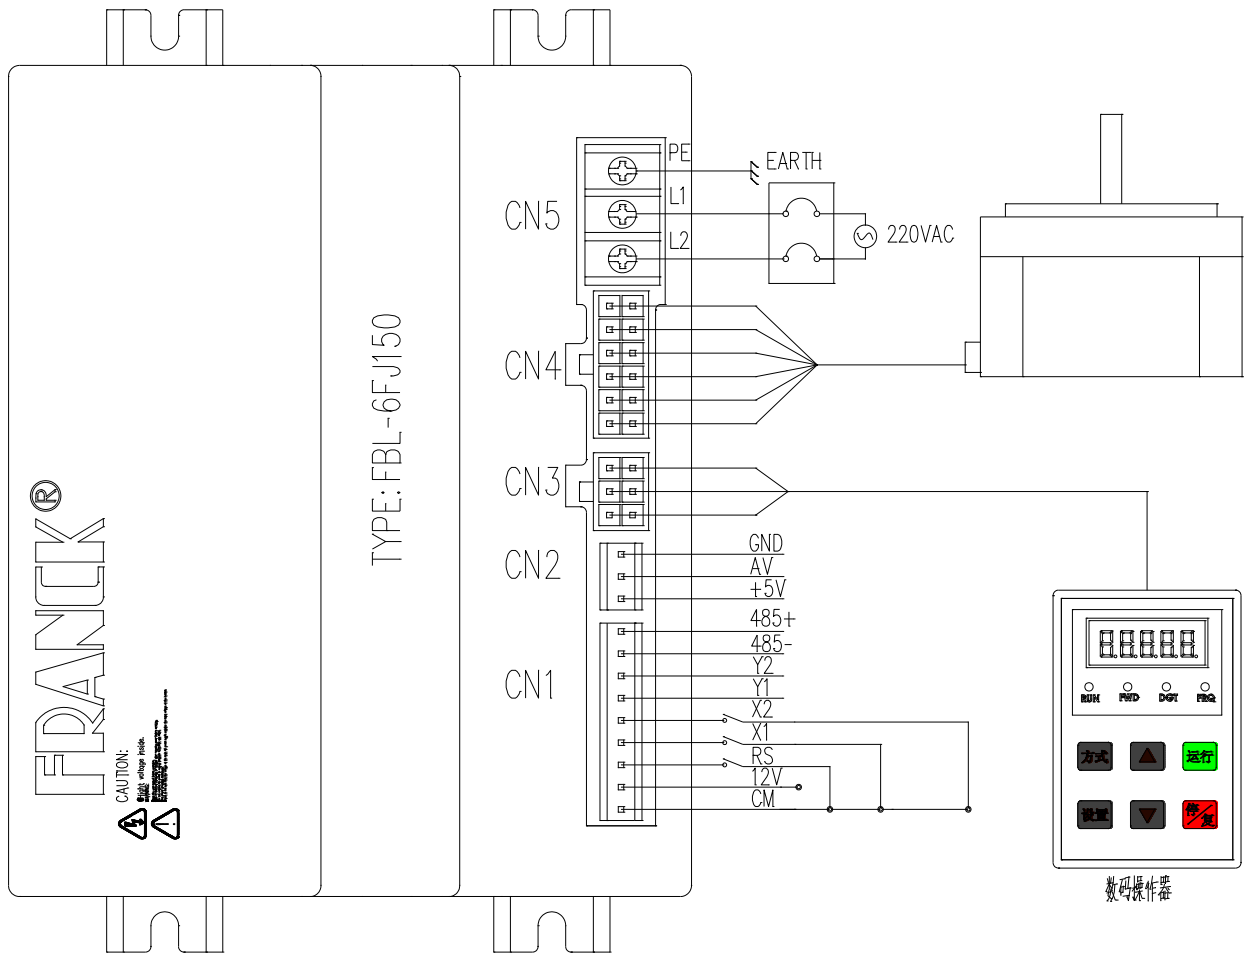 FRANCK®
CAUTION:
TYPE: FBL-6FJ150
CN5
PE
EARTH
L1
L2
220VAC
CN4
CN3
CN2
GND
AV
+5V
CN1
485+
485-
Y2
Y1
X2
X1
RS
12V
CM
RUN FWD DGT FRQ
方式 ▲ 运行
设置 ▼ 停/复
数码操作器